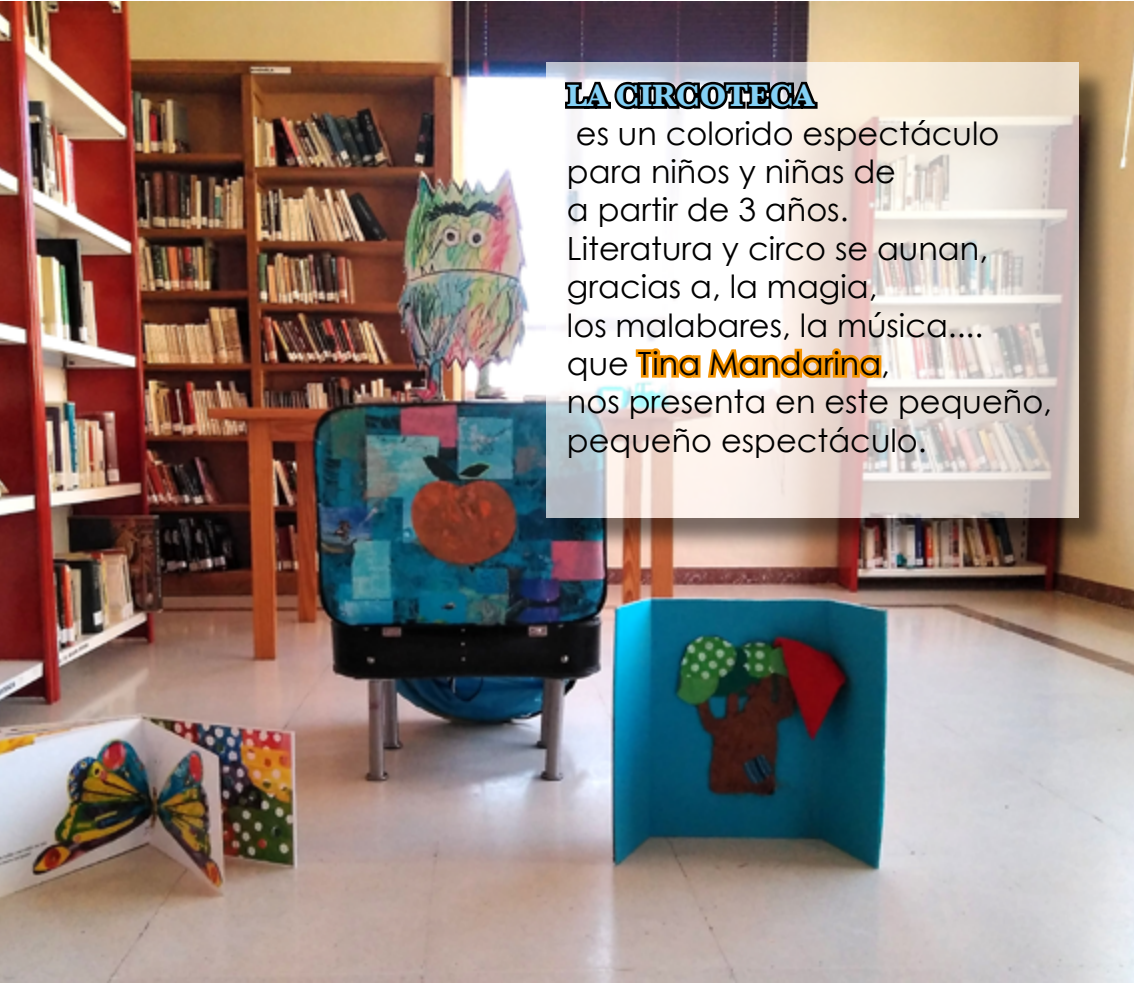 LA CIRCOTECA
es un colorido espectáculo
para niños y niñas de
a partir de 3 años.
Literatura y circo se aunan,
gracias a, la magia,
los malabares, la música....
que Tina Mandarina,
nos presenta en este pequeño,
pequeño espectáculo.